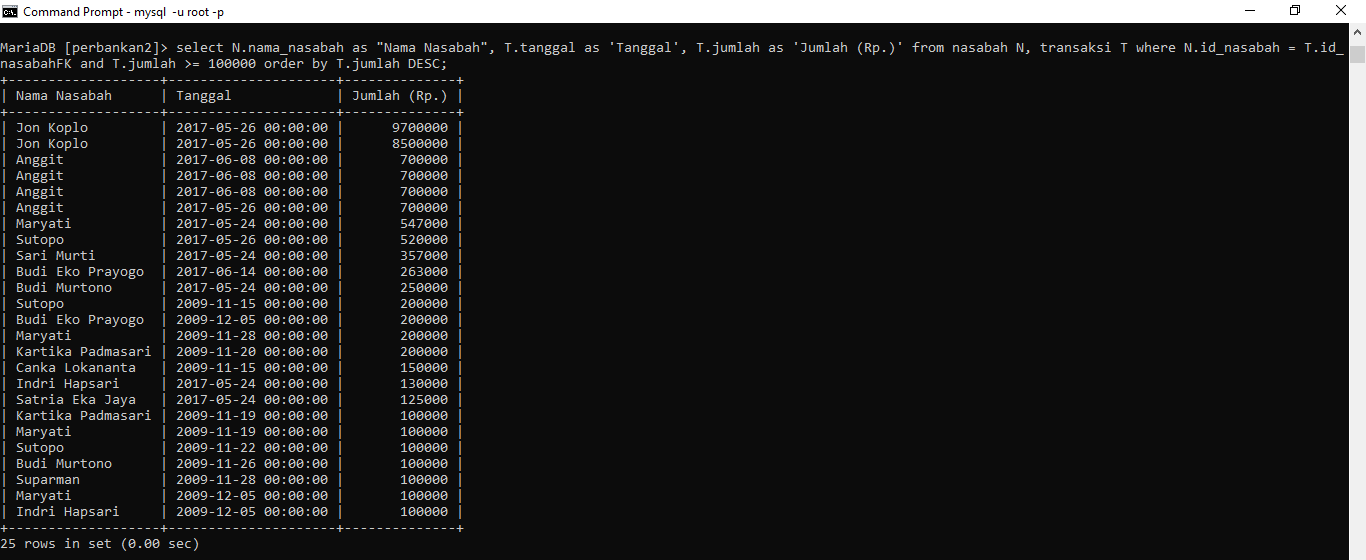 Command Prompt - mysql -u root -p
MariaDB [perbankan2]> select N.nama_nasabah as "Nama Nasabah", T.tanggal as 'Tanggal', T.jumlah as 'Jumlah (Rp.)' from nasabah N, transaksi T where N.id_nasabah = T.id_
nasabahFK and T.jumlah >= 100000 order by T.jumlah DESC;
+-------------------+---------------------+--------------+
| Nama Nasabah      | Tanggal             | Jumlah (Rp.) |
+-------------------+---------------------+--------------+
| Jon Koplo         | 2017-05-26 00:00:00 |      9700000 |
| Jon Koplo         | 2017-05-26 00:00:00 |      8500000 |
| Anggit            | 2017-06-08 00:00:00 |       700000 |
| Anggit            | 2017-06-08 00:00:00 |       700000 |
| Anggit            | 2017-06-08 00:00:00 |       700000 |
| Anggit            | 2017-05-26 00:00:00 |       700000 |
| Maryati           | 2017-05-24 00:00:00 |       547000 |
| Sutopo            | 2017-05-26 00:00:00 |       520000 |
| Sari Murti        | 2017-05-24 00:00:00 |       357000 |
| Budi Eko Prayogo  | 2017-06-14 00:00:00 |       263000 |
| Budi Murtono      | 2017-05-24 00:00:00 |       250000 |
| Sutopo            | 2009-11-15 00:00:00 |       200000 |
| Budi Eko Prayogo  | 2009-12-05 00:00:00 |       200000 |
| Maryati           | 2009-11-28 00:00:00 |       200000 |
| Kartika Padmasari | 2009-11-20 00:00:00 |       200000 |
| Canka Lokananta   | 2009-11-15 00:00:00 |       150000 |
| Indri Hapsari     | 2017-05-24 00:00:00 |       130000 |
| Satria Eka Jaya   | 2017-05-24 00:00:00 |       125000 |
| Kartika Padmasari | 2009-11-19 00:00:00 |       100000 |
| Maryati           | 2009-11-19 00:00:00 |       100000 |
| Sutopo            | 2009-11-22 00:00:00 |       100000 |
| Budi Murtono      | 2009-11-26 00:00:00 |       100000 |
| Suparman          | 2009-11-28 00:00:00 |       100000 |
| Maryati           | 2009-12-05 00:00:00 |       100000 |
| Indri Hapsari     | 2009-12-05 00:00:00 |       100000 |
+-------------------+---------------------+--------------+
25 rows in set (0.00 sec)